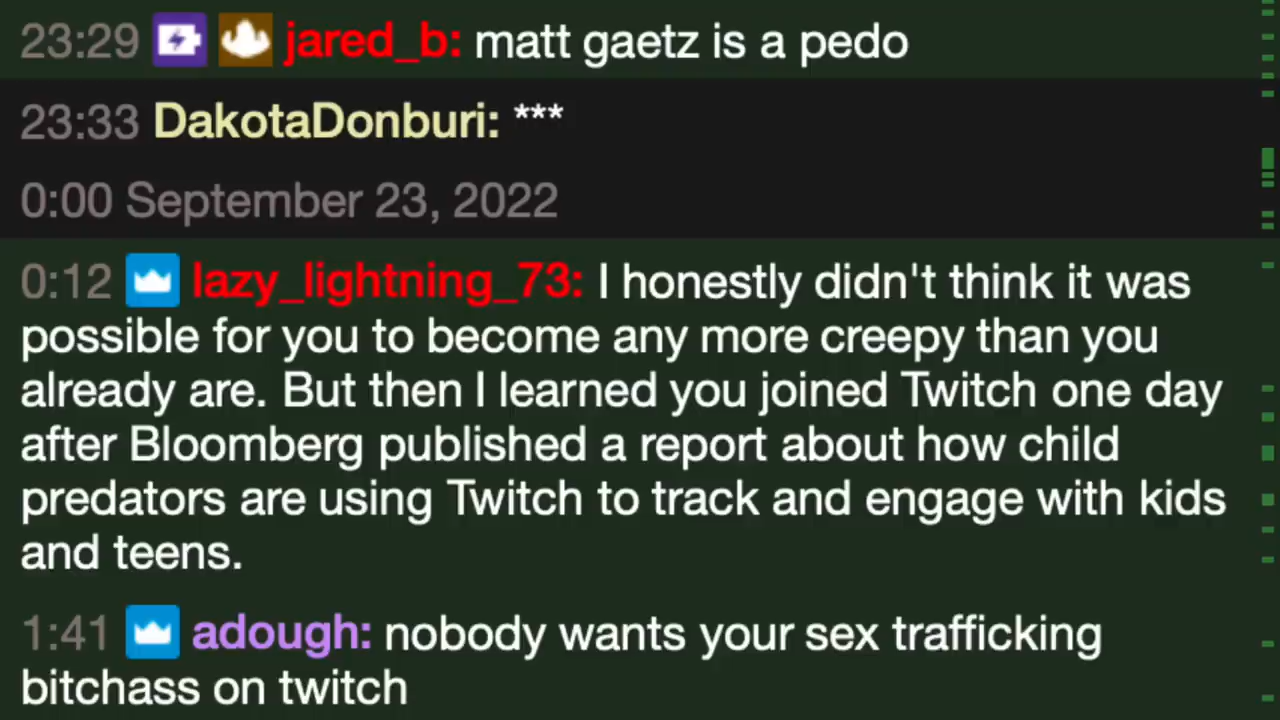 23:29 jared_b: matt gaetz is a pedo
23:33 DakotaDonburi: ***
0:00 September 23, 2022
0:12 lazy_lightning_73: I honestly didn't think it was
possible for you to become any more creepy than you
already are. But then I learned you joined Twitch one day
after Bloomberg published a report about how child
predators are using Twitch to track and engage with kids
and teens.
1:41 adough: nobody wants your sex trafficking
bitchass on twitch